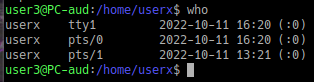 user3@PC-aud:/home/userx$ who
userx    tty1         2022-10-11 16:20 (:0)
userx    pts/0        2022-10-11 16:20 (:0)
userx    pts/1        2022-10-11 13:21 (:0)
user3@PC-aud:/home/userx$